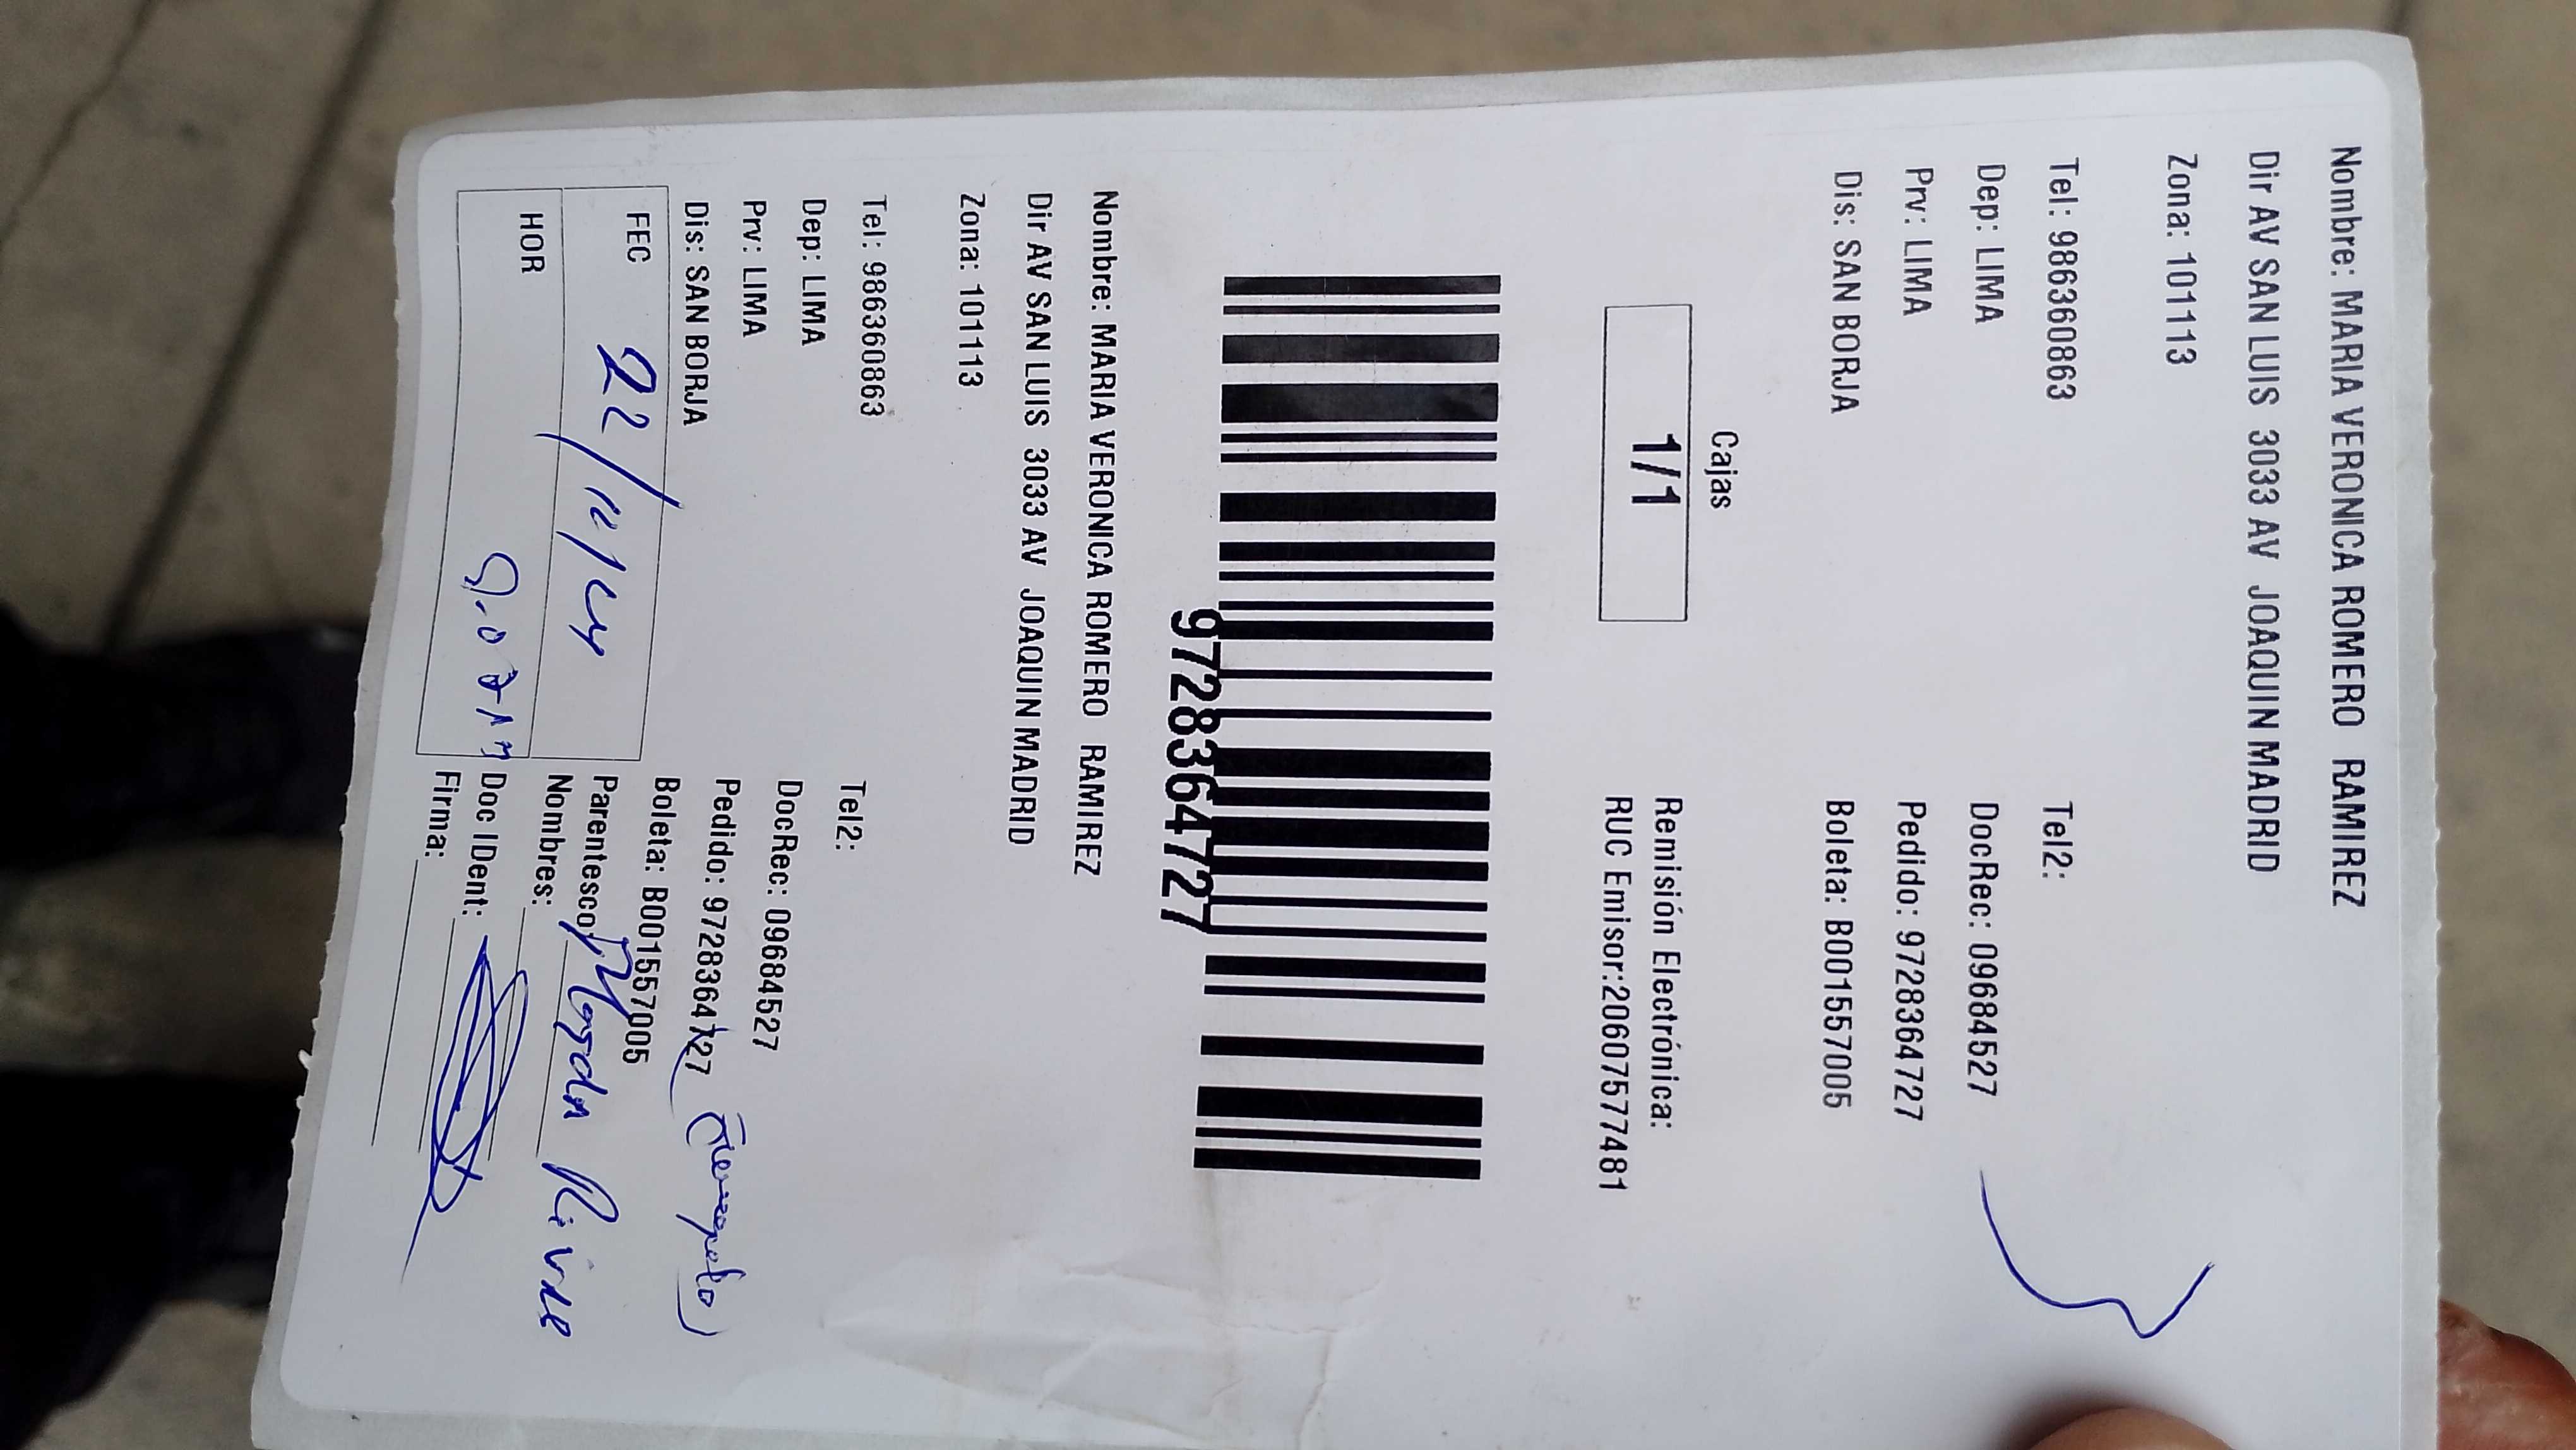 Nombre: MARIA VERONICA ROMERO RAMIREZ
Dir AV SAN LUIS 3033 AV JOAQUIN MADRID
Zona: 101113
Tel: 986360863 Tel2:
Dep: LIMA DocRec: 09684527
Prv: LIMA Pedido: 9728364727
Dis: SAN BORJA Boleta: B001557005
Cajas
1/1
Remisión Electrónica:
RUC Emisor:20607577481
9728364727
Nombre: MARIA VERONICA ROMERO RAMIREZ
Dir AV SAN LUIS 3033 AV JOAQUIN MADRID
Zona: 101113
Tel: 986360863 Tel2:
Dep: LIMA DocRec: 09684527
Prv: LIMA Pedido: 9728364727
Dis: SAN BORJA Boleta: B001557005
FEC 22/
Parentesco
Nombres: Magda
HOR
Doc IDent:
Firma: